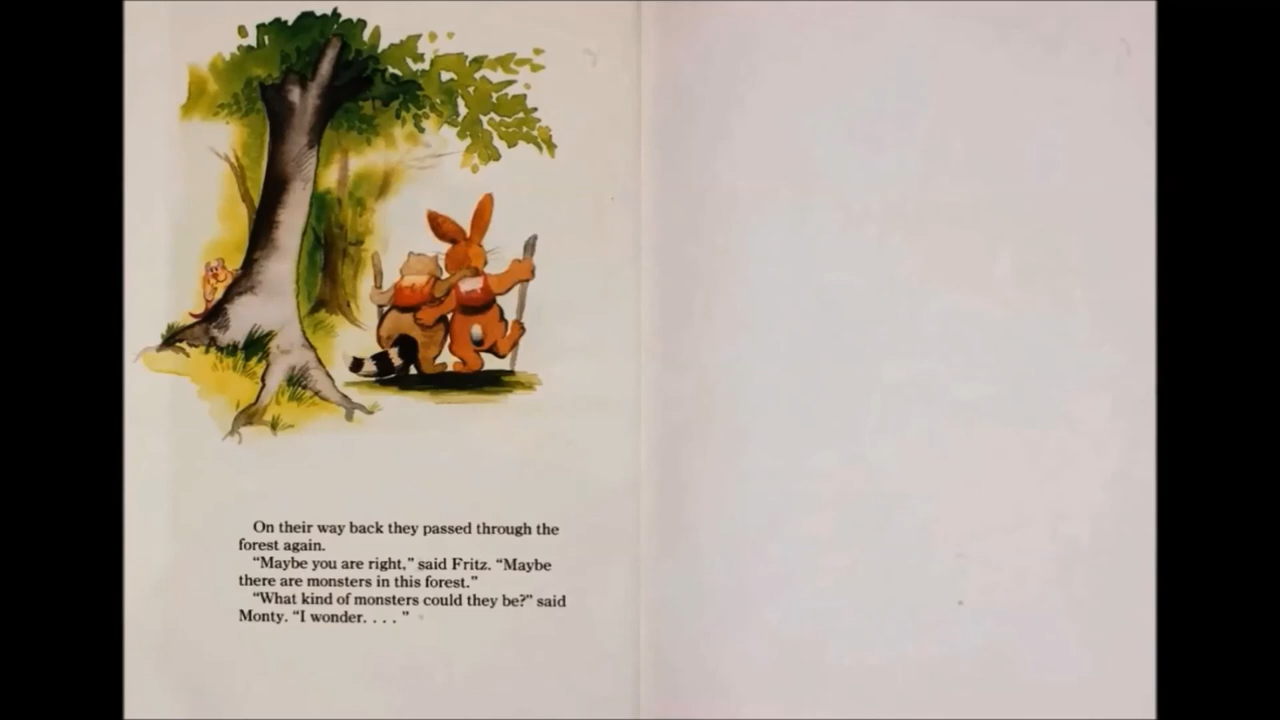 On their way back they passed through the
forest again.
“Maybe you are right,” said Fritz. “Maybe
there are monsters in this forest.”
“What kind of monsters could they be?” said
Monty. “I wonder. . . . ”